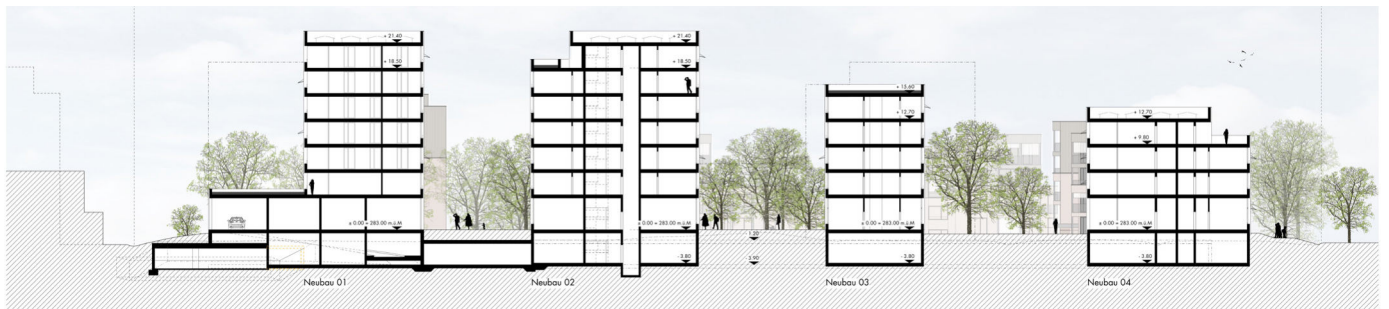 + 21.40
+ 21.40
+ 18.50
+ 18.50
+ 15.60
+ 12.70
+ 12.70
+ 9.80
± 0.00 = 283.00 m.ü.M
± 0.00 = 283.00 m.ü.M
± 0.00 = 283.00 m.ü.M
± 0.00 = 283.00 m.ü.M
1.20
- 3.80
3.90
- 3.80
- 3.80
Neubau 01
Neubau 02
Neubau 03
Neubau 04